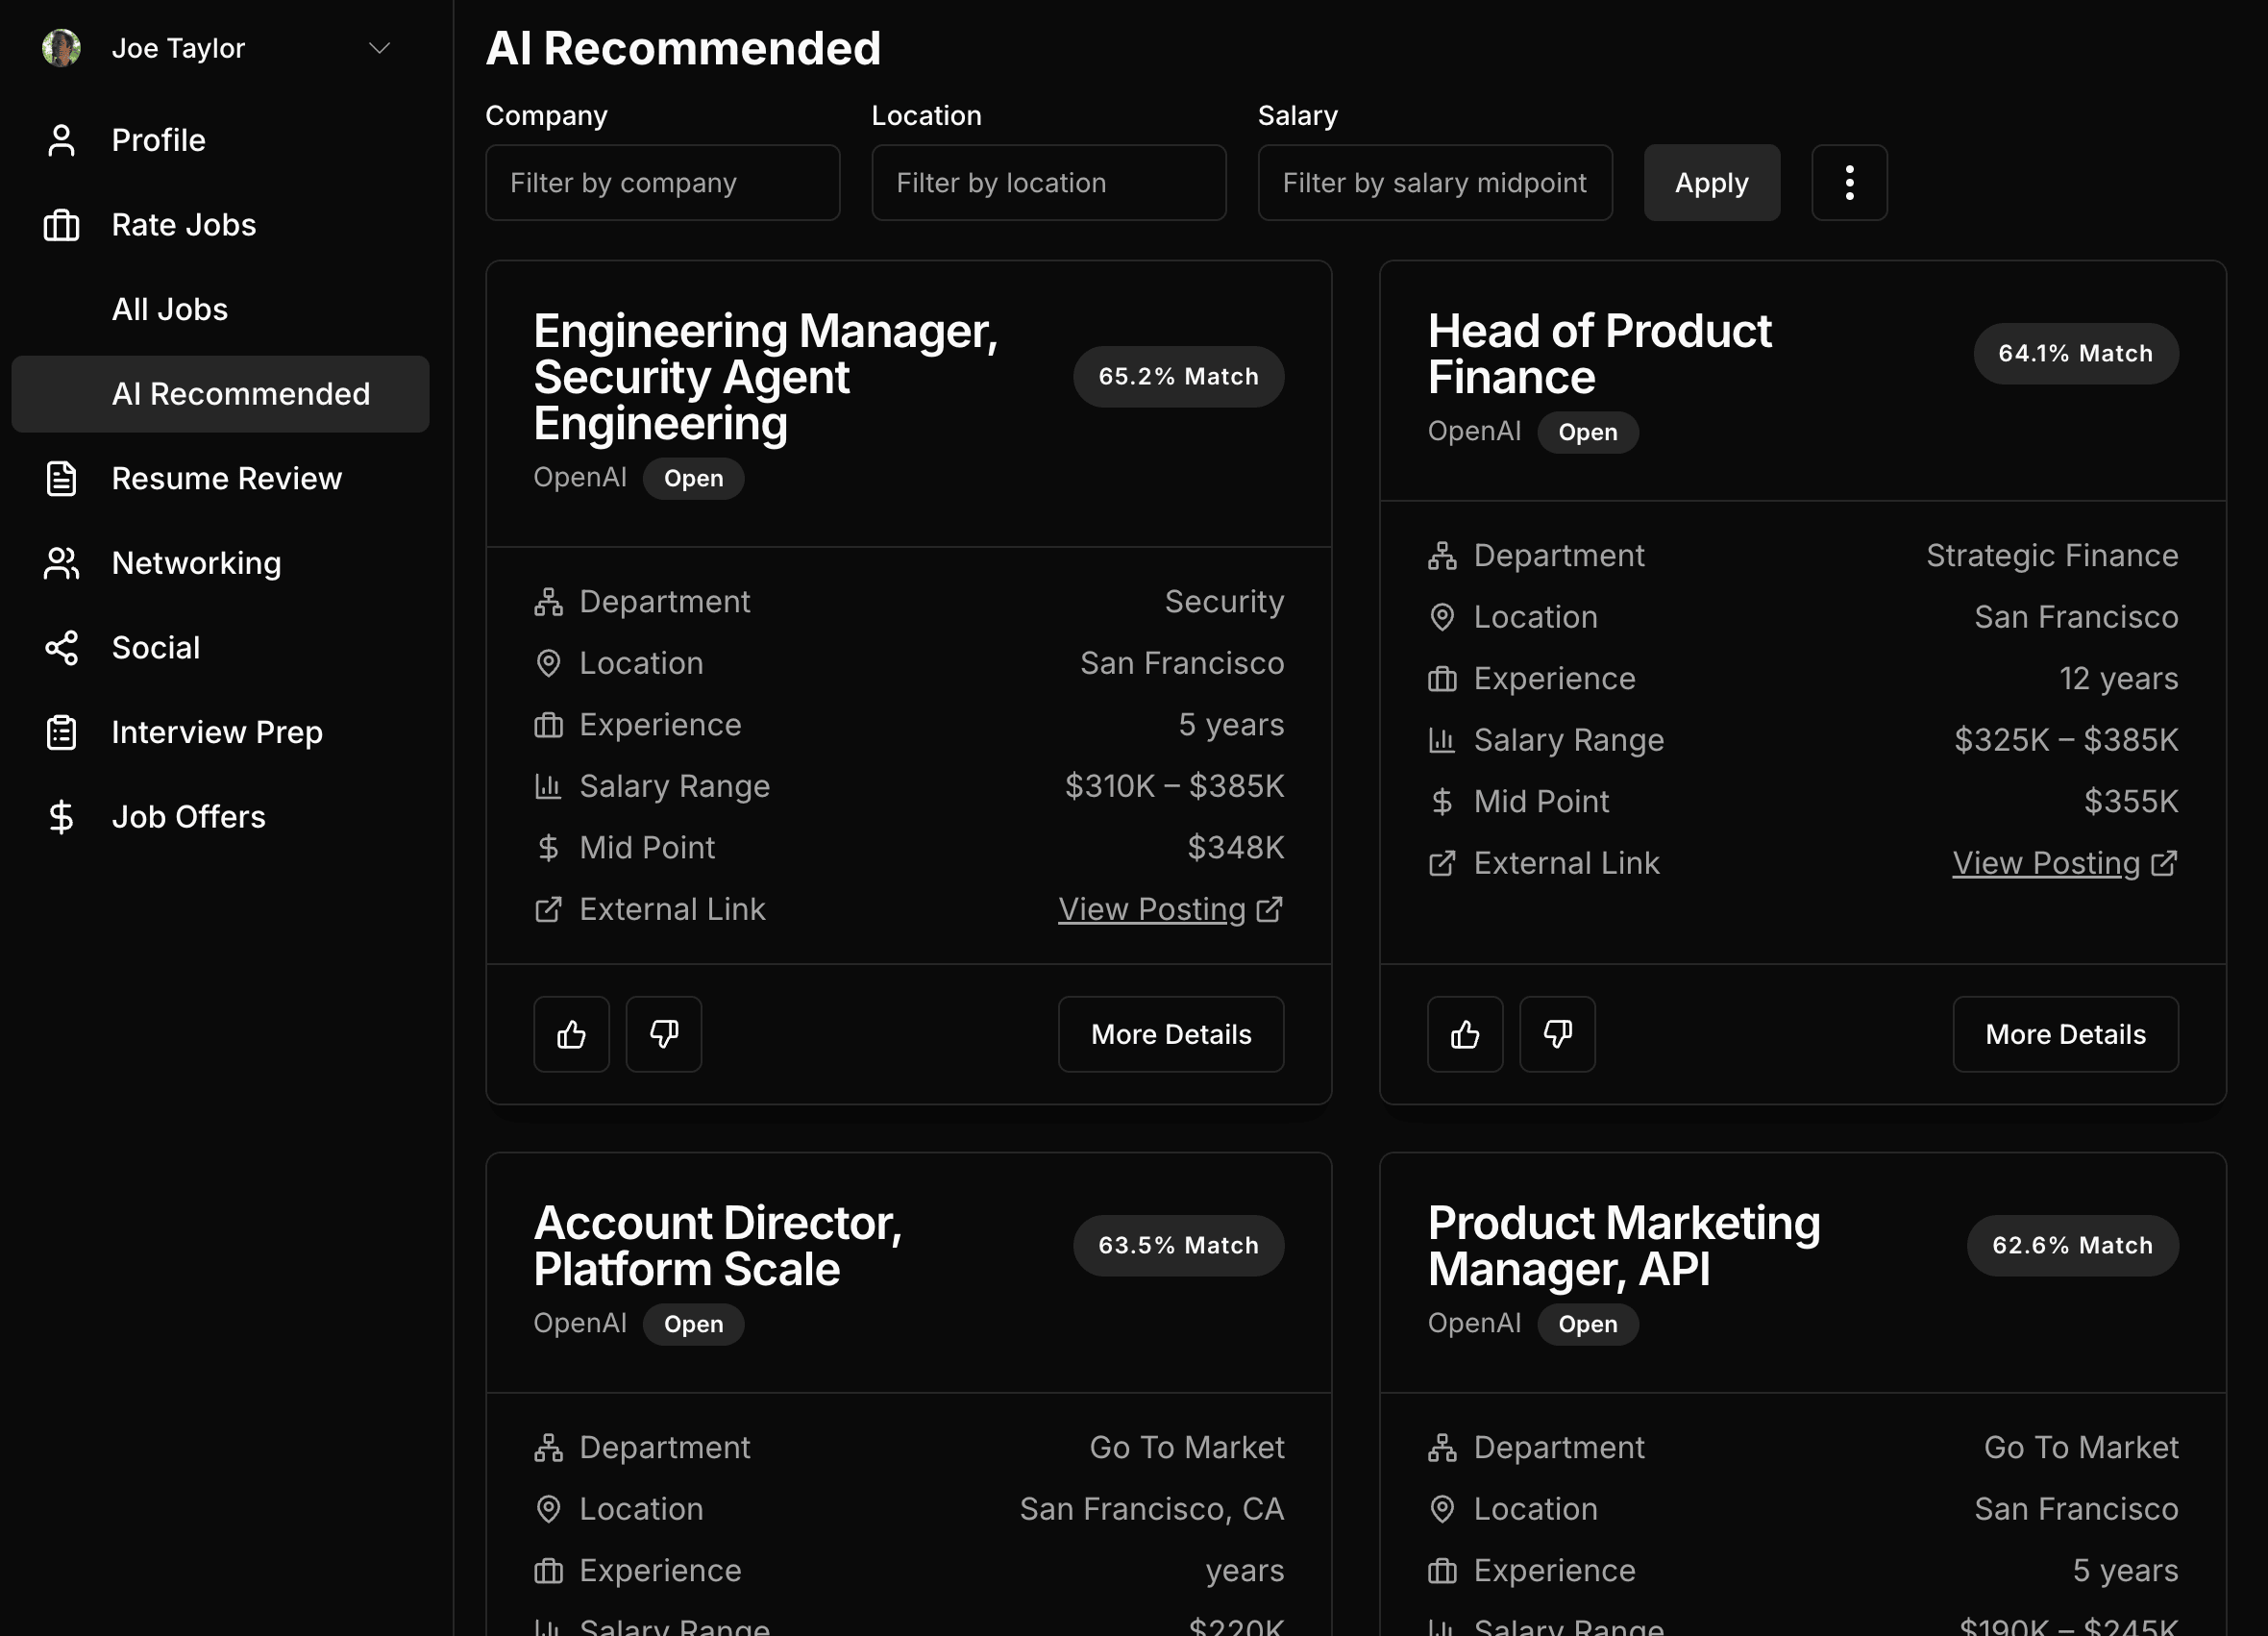 Joe Taylor
Profile
Rate Jobs
All Jobs
AI Recommended
Resume Review
Networking
Social
Interview Prep
Job Offers
AI Recommended
Company
Location
Salary
Filter by company
Filter by location
Filter by salary midpoint
Apply
Engineering Manager,
Security Agent
Engineering
65.2% Match
OpenAI
Open
Department
Security
Location
San Francisco
Experience
5 years
Salary Range
$310K – $385K
Mid Point
$348K
External Link
View Posting
More Details
Head of Product
Finance
64.1% Match
OpenAI
Open
Department
Strategic Finance
Location
San Francisco
Experience
12 years
Salary Range
$325K – $385K
Mid Point
$355K
External Link
View Posting
More Details
Account Director,
Platform Scale
63.5% Match
OpenAI
Open
Department
Go To Market
Location
San Francisco, CA
Experience
years
Salary Range
$220K
Product Marketing
Manager, API
62.6% Match
OpenAI
Open
Department
Go To Market
Location
San Francisco
Experience
5 years
Salary Range
$190K – $245K